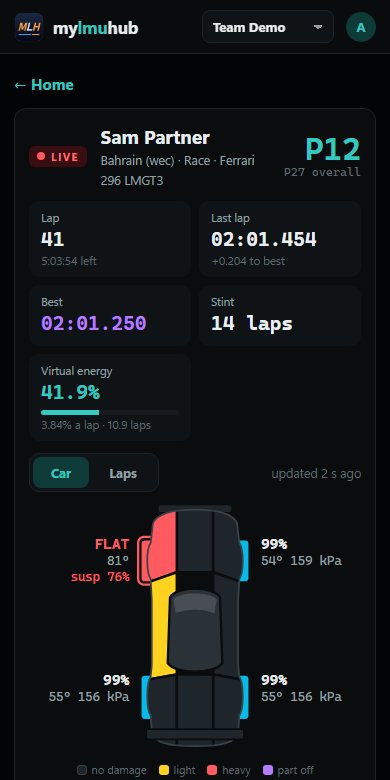 MLH mylmuhub Team Demo A
← Home
Sam Partner
LIVE
Bahrain (wec) · Race · Ferrari
296 LMGT3
P12
P27 overall
Lap
41
5:03:54 left
Last lap
02:01.454
+0.204 to best
Best
02:01.250
Stint
14 laps
Virtual energy
41.9%
3.84% a lap · 10.9 laps
Car Laps updated 2 s ago
FLAT
81°
susp 76%
99%
54° 159 kPa
99%
55° 156 kPa
99%
55° 156 kPa
no damage light heavy part off